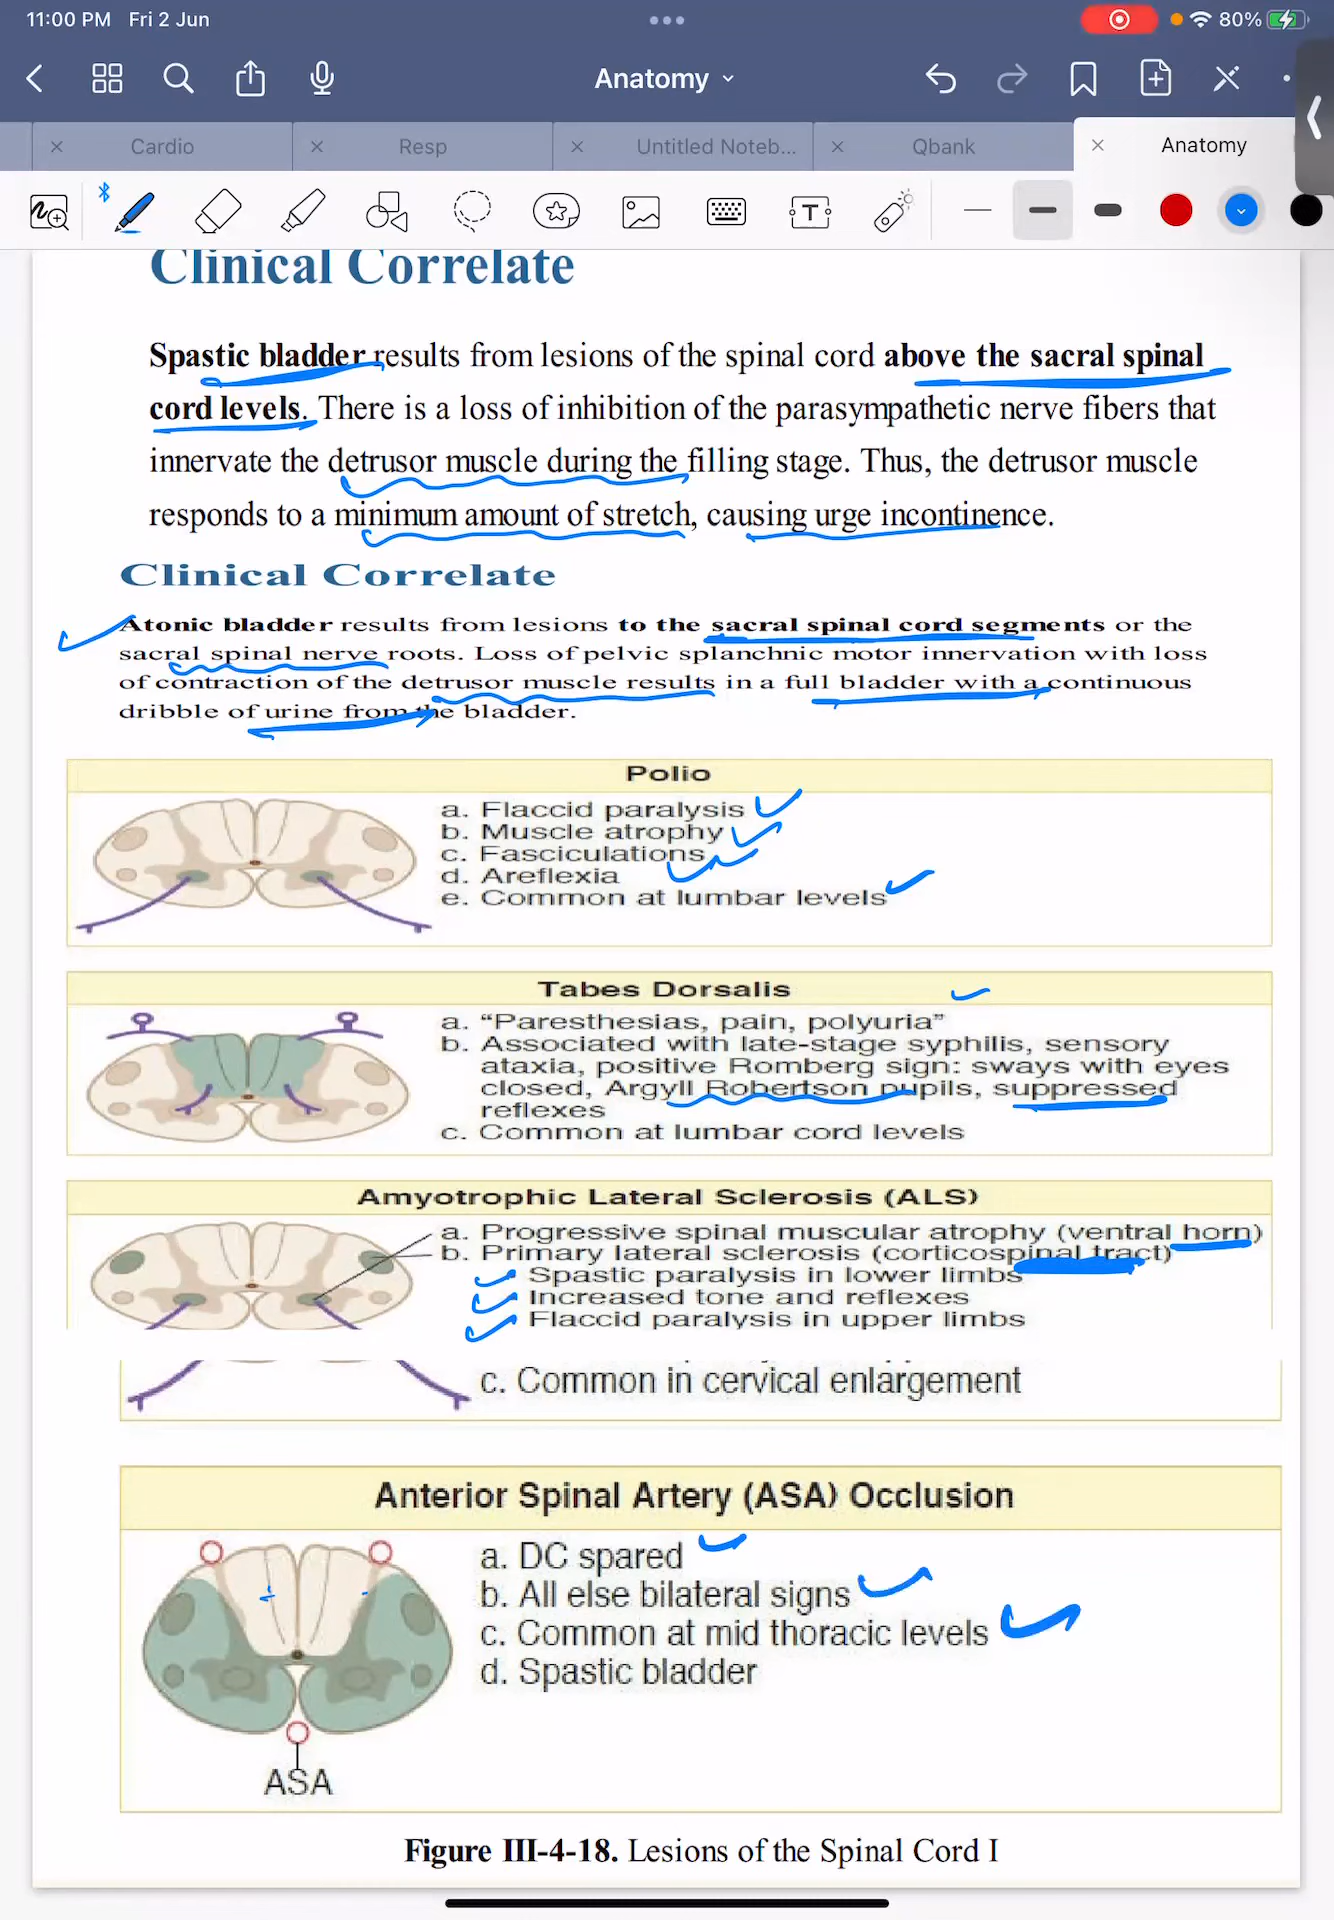 11:00 PM Fri 2 Jun
80%
Anatomy
Cardio
Resp
Untitled Noteb...
Qbank
Anatomy
T
Clinical Correlate
Spastic bladder results from lesions of the spinal cord above the sacral spinal
cord levels. There is a loss of inhibition of the parasympathetic nerve fibers that
innervate the detrusor muscle during the filling stage. Thus, the detrusor muscle
responds to a minimum amount of stretch, causing urge incontinence.
Clinical Correlate
Atonic bladder results from lesions to the sacral spinal cord segments or the
sacral spinal nerve roots. Loss of pelvic splanchnic motor innervation with loss
of contraction of the detrusor muscle results in a full bladder with a continuous
dribble of urine from the bladder.
Polio
a. Flaccid paralysis
b. Muscle atrophy
c. Fasciculations
d. Areflexia
e. Common at lumbar levels
Tabes Dorsalis
a. “Paresthesias, pain, polyuria”
b. Associated with late-stage syphilis, sensory
ataxia, positive Romberg sign: sways with eyes
closed, Argyll Robertson pupils, suppressed
reflexes
c. Common at lumbar cord levels
Amyotrophic Lateral Sclerosis (ALS)
a. Progressive spinal muscular atrophy (ventral horn)
b. Primary lateral sclerosis (corticospinal tract)
Spastic paralysis in lower limbs
Increased tone and reflexes
Flaccid paralysis in upper limbs
c. Common in cervical enlargement
Anterior Spinal Artery (ASA) Occlusion
a. DC spared
b. All else bilateral signs
c. Common at mid thoracic levels
d. Spastic bladder
ASA
Figure III-4-18. Lesions of the Spinal Cord I